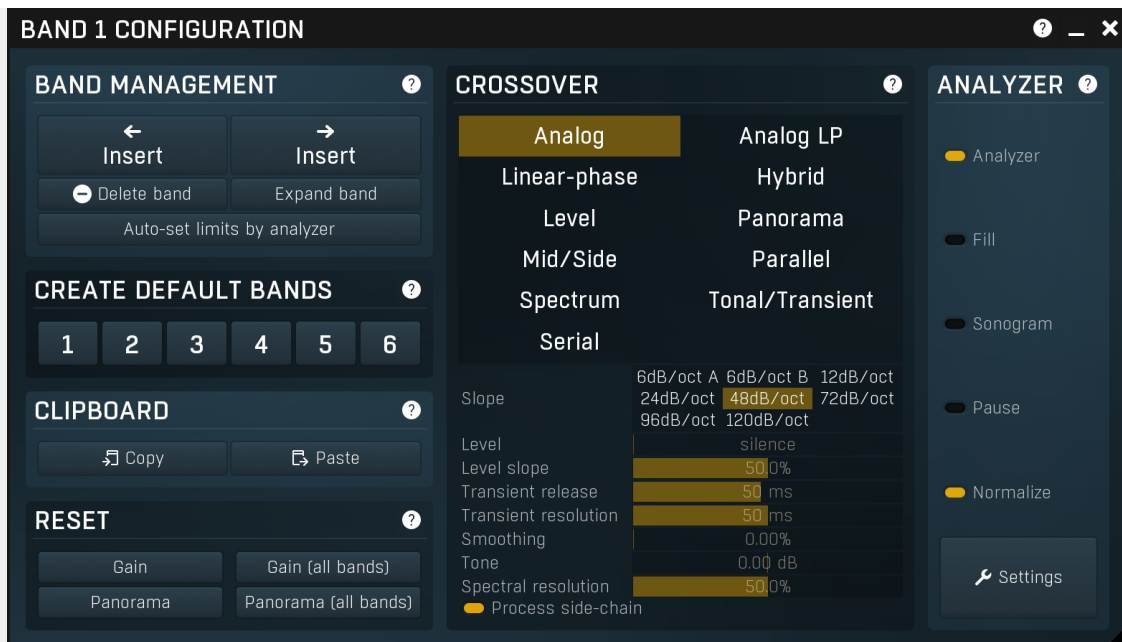 BAND 1 CONFIGURATION
BAND MANAGEMENT
Insert
Insert
Delete band
Expand band
Auto-set limits by analyzer
CREATE DEFAULT BANDS
1 2 3 4 5 6
CLIPBOARD
Copy
Paste
RESET
Gain
Gain (all bands)
Panorama
Panorama (all bands)
CROSSOVER
Analog
Analog LP
Linear-phase
Hybrid
Level
Panorama
Mid/Side
Parallel
Spectrum
Tonal/Transient
Serial
Slope
6dB/oct A 6dB/oct B 12dB/oct
24dB/oct 48dB/oct 72dB/oct
96dB/oct 120dB/oct
Level silence
Level slope 50.0%
Transient release 50 ms
Transient resolution 50 ms
Smoothing 0.00%
Tone 0.00 dB
Spectral resolution 50.0%
Process side-chain
ANALYZER
Analyzer
Fill
Sonogram
Pause
Normalize
Settings